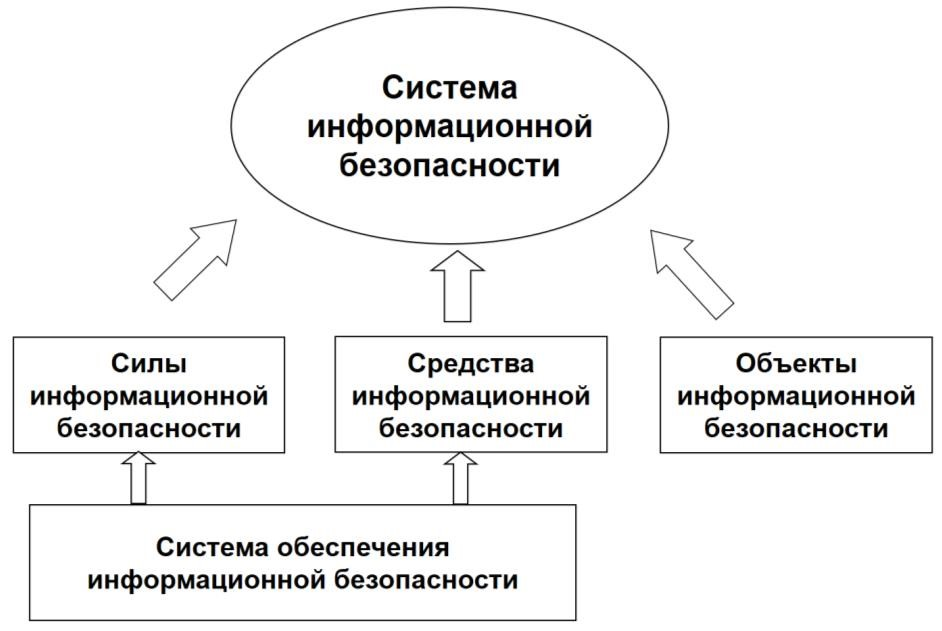 Система
информационной
безопасности
Силы
информационной
безопасности
Средства
информационной
безопасности
Объекты
информационной
безопасности
Система обеспечения
информационной безопасности